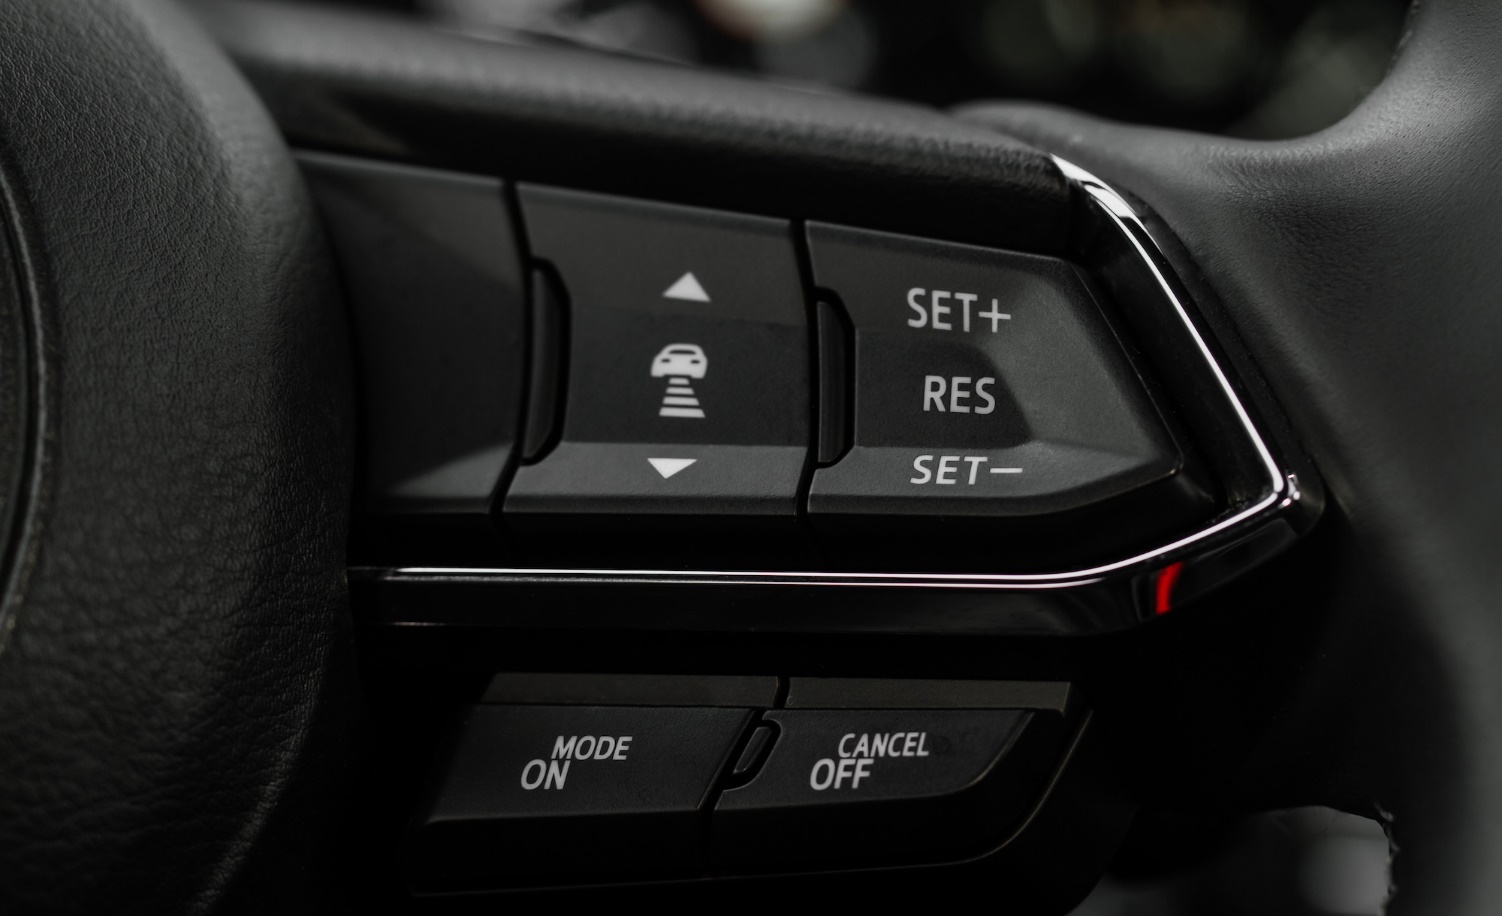 SET+
RES
SET−
MODE
ON
CANCEL
OFF